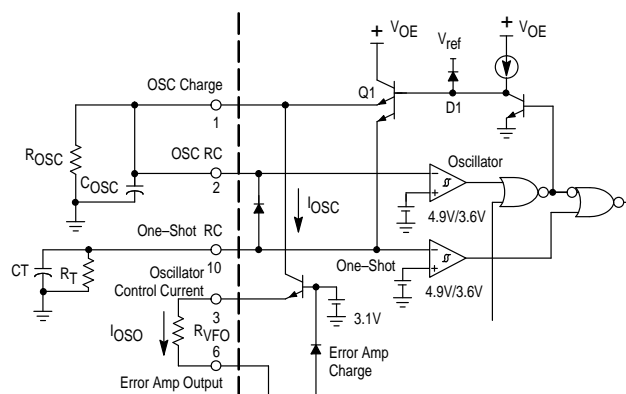 + V_OE
V_ref
+ V_OE
OSC Charge
1
Q1
D1
R_OSC
C_OSC
OSC RC
2
Oscillator
4.9V/3.6V
I_OSC
One–Shot RC
10
One–Shot
4.9V/3.6V
CT
R_T
Oscillator
Control Current
3
3.1V
I_OSO
R_VFO
6
Error Amp
Charge
Error Amp Output